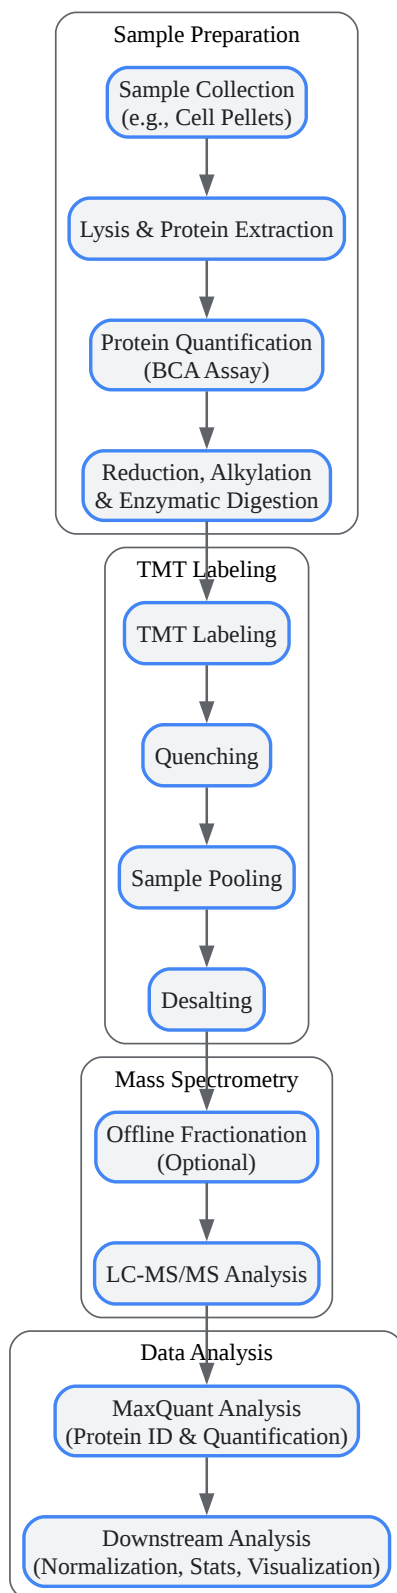 Sample Preparation
Sample Collection
(e.g., Cell Pellets)
Lysis & Protein Extraction
Protein Quantification
(BCA Assay)
Reduction, Alkylation
& Enzymatic Digestion
TMT Labeling
TMT Labeling
Quenching
Sample Pooling
Desalting
Mass Spectrometry
Offline Fractionation
(Optional)
LC-MS/MS Analysis
Data Analysis
MaxQuant Analysis
(Protein ID & Quantification)
Downstream Analysis
(Normalization, Stats, Visualization)